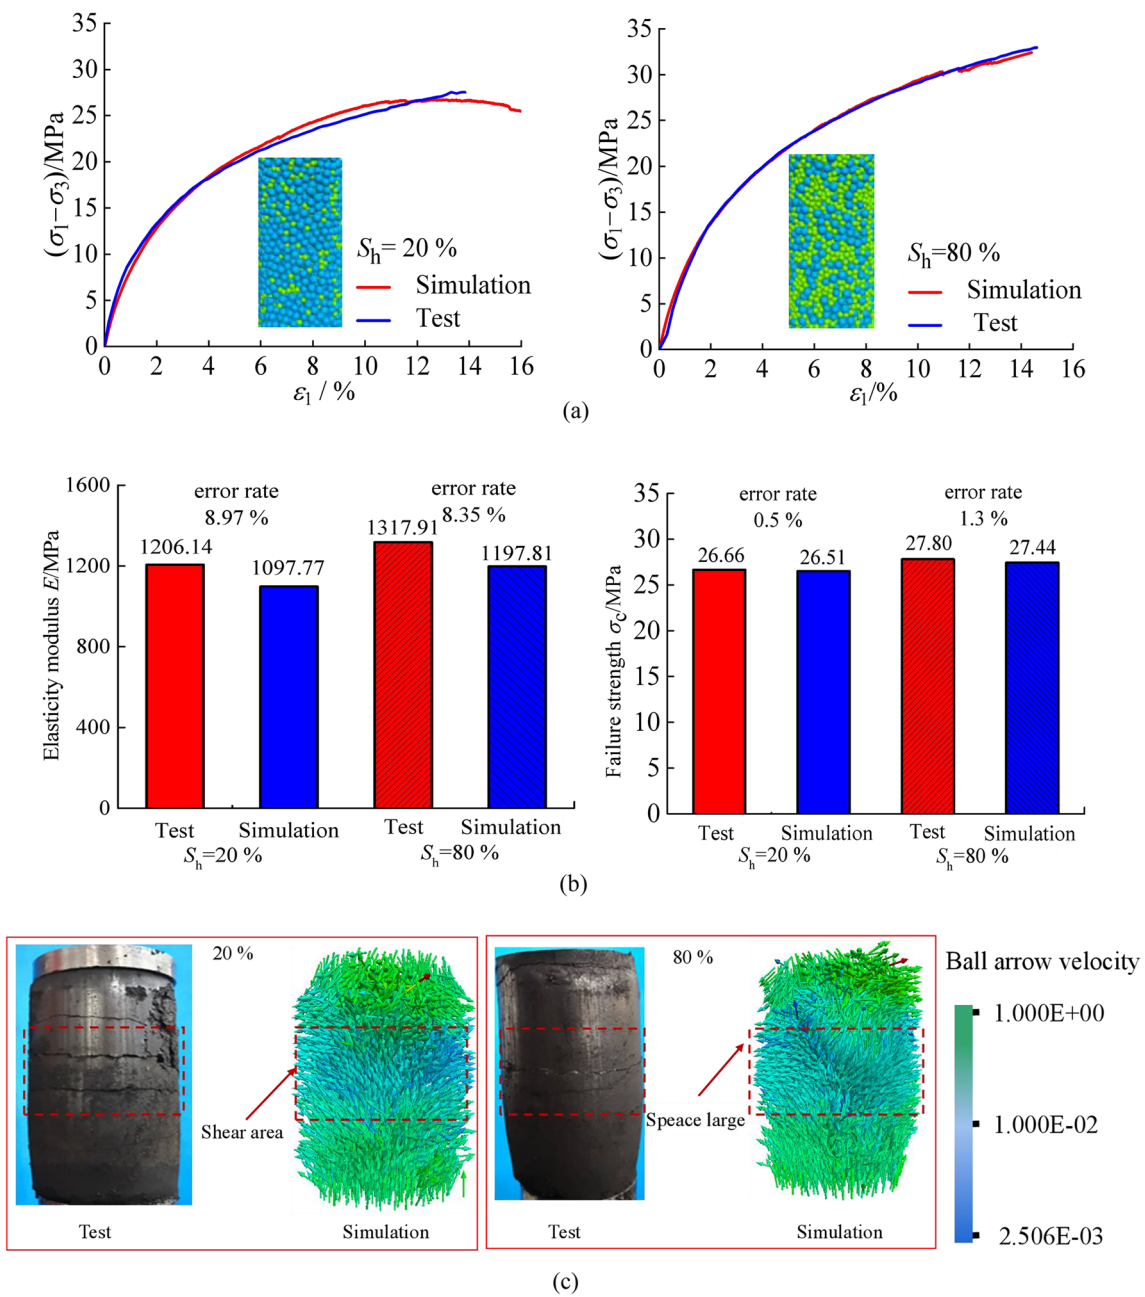 35
30
25
20
15
10
5
0
(σ1−σ3)/MPa
Sh= 20 %
Simulation
Test
0 2 4 6 8 10 12 14 16
ε1 / %
35
30
25
20
15
10
5
0
(σ1−σ3)/MPa
Sh=80 %
Simulation
Test
0 2 4 6 8 10 12 14 16
ε1/%
(a)
1600
1200
800
400
0
Elasticity modulus E/MPa
error rate
8.97 %
error rate
8.35 %
1206.14
1097.77
1317.91
1197.81
Test Simulation Test Simulation
Sh=20 % Sh=80 %
35
30
25
20
15
10
5
0
Failure strength σc/MPa
error rate
0.5 %
error rate
1.3 %
26.66
26.51
27.80
27.44
Test Simulation Test Simulation
Sh=20 % Sh=80 %
(b)
20 %
Shear area
Test Simulation
80 %
Speace large
Test Simulation
Ball arrow velocity
1.000E+00
1.000E-02
2.506E-03
(c)